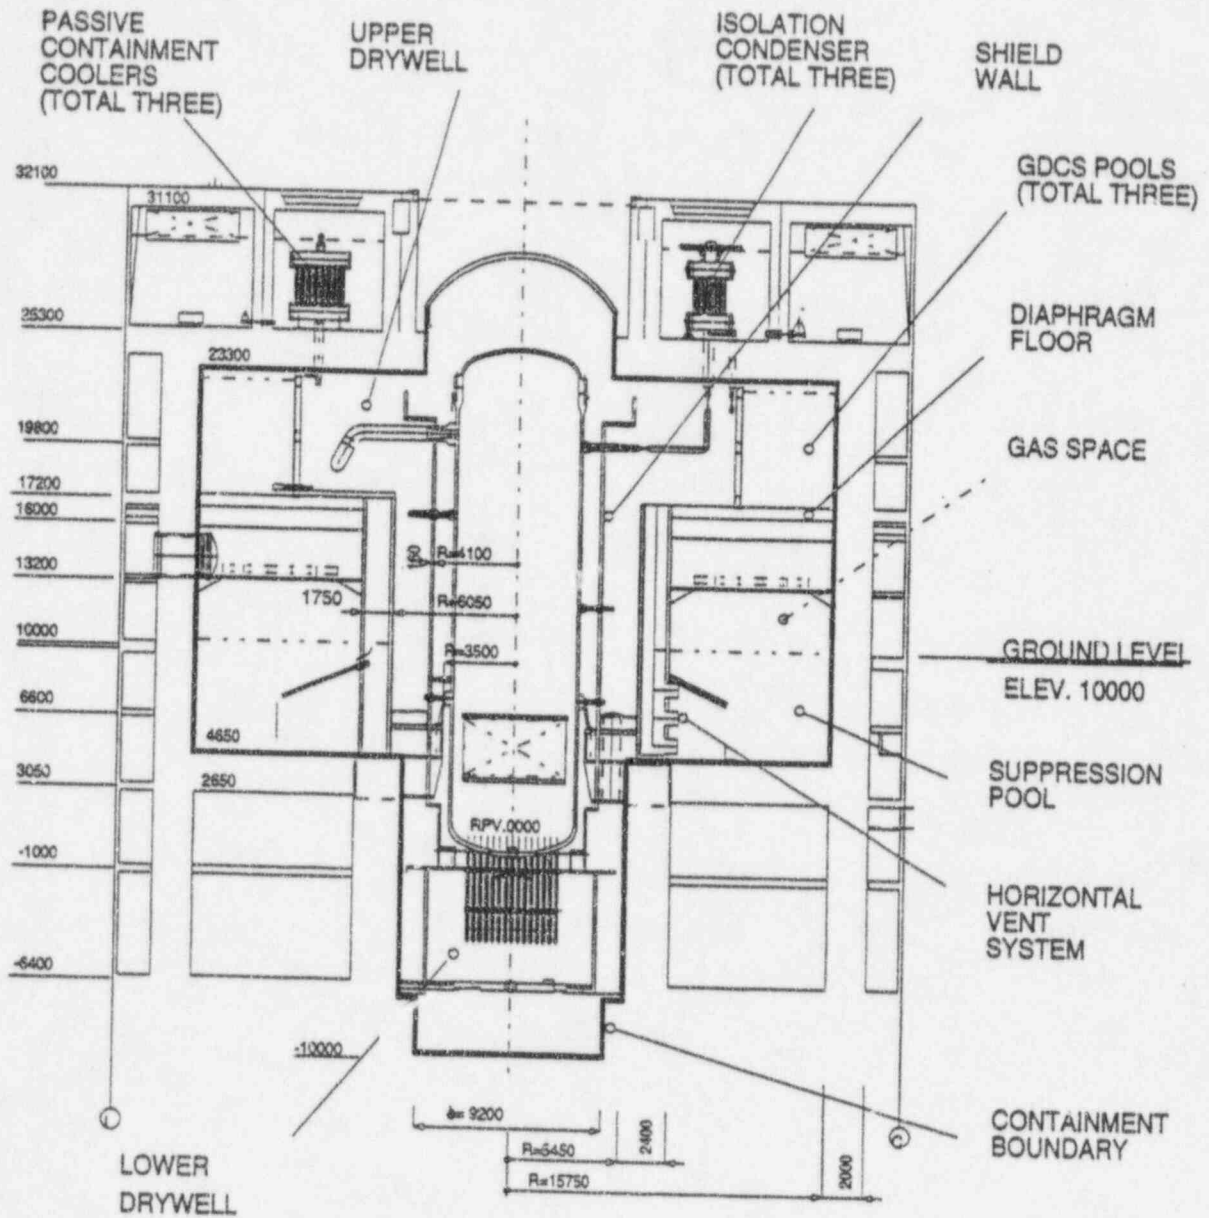 PASSIVE
CONTAINMENT
COOLERS
(TOTAL THREE)
UPPER
DRYWELL
ISOLATION
CONDENSER
(TOTAL THREE)
SHIELD
WALL
GDCS POOLS
(TOTAL THREE)
DIAPHRAGM
FLOOR
GAS SPACE
GROUND LEVEL
ELEV. 10000
SUPPRESSION
POOL
HORIZONTAL
VENT
SYSTEM
CONTAINMENT
BOUNDARY
LOWER
DRYWELL
32100
31100
25300
23300
19800
17200
16000
13200
10000
6600
4650
3050
2650
-1000
-6400
-10000
R=4100
1750
R=6050
R=3500
RPV.0000
ø= 9200
R=5450
2400
R=15750
2000